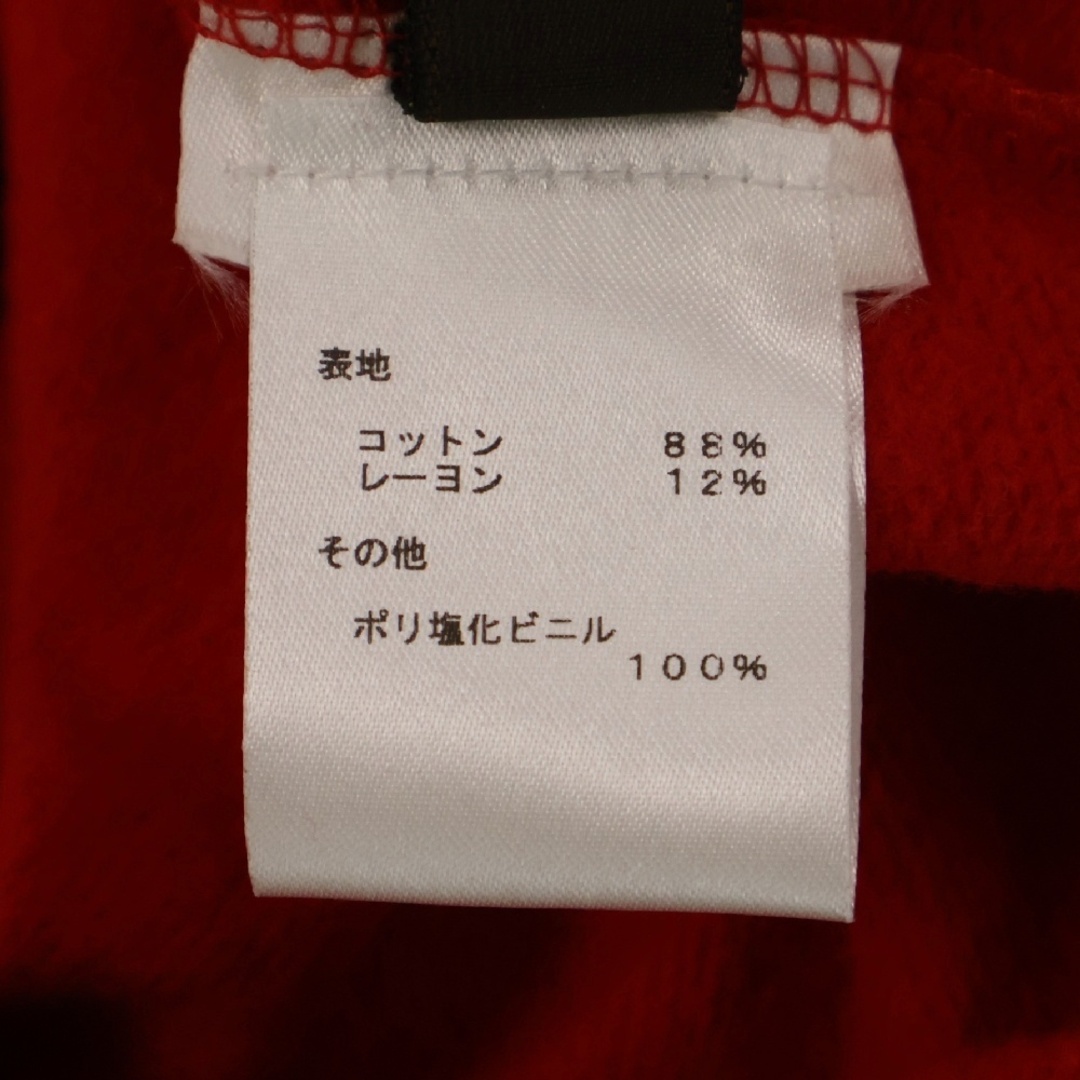 表地
コットン 88%
レーヨン 12%
その他
ポリ塩化ビニル
100%